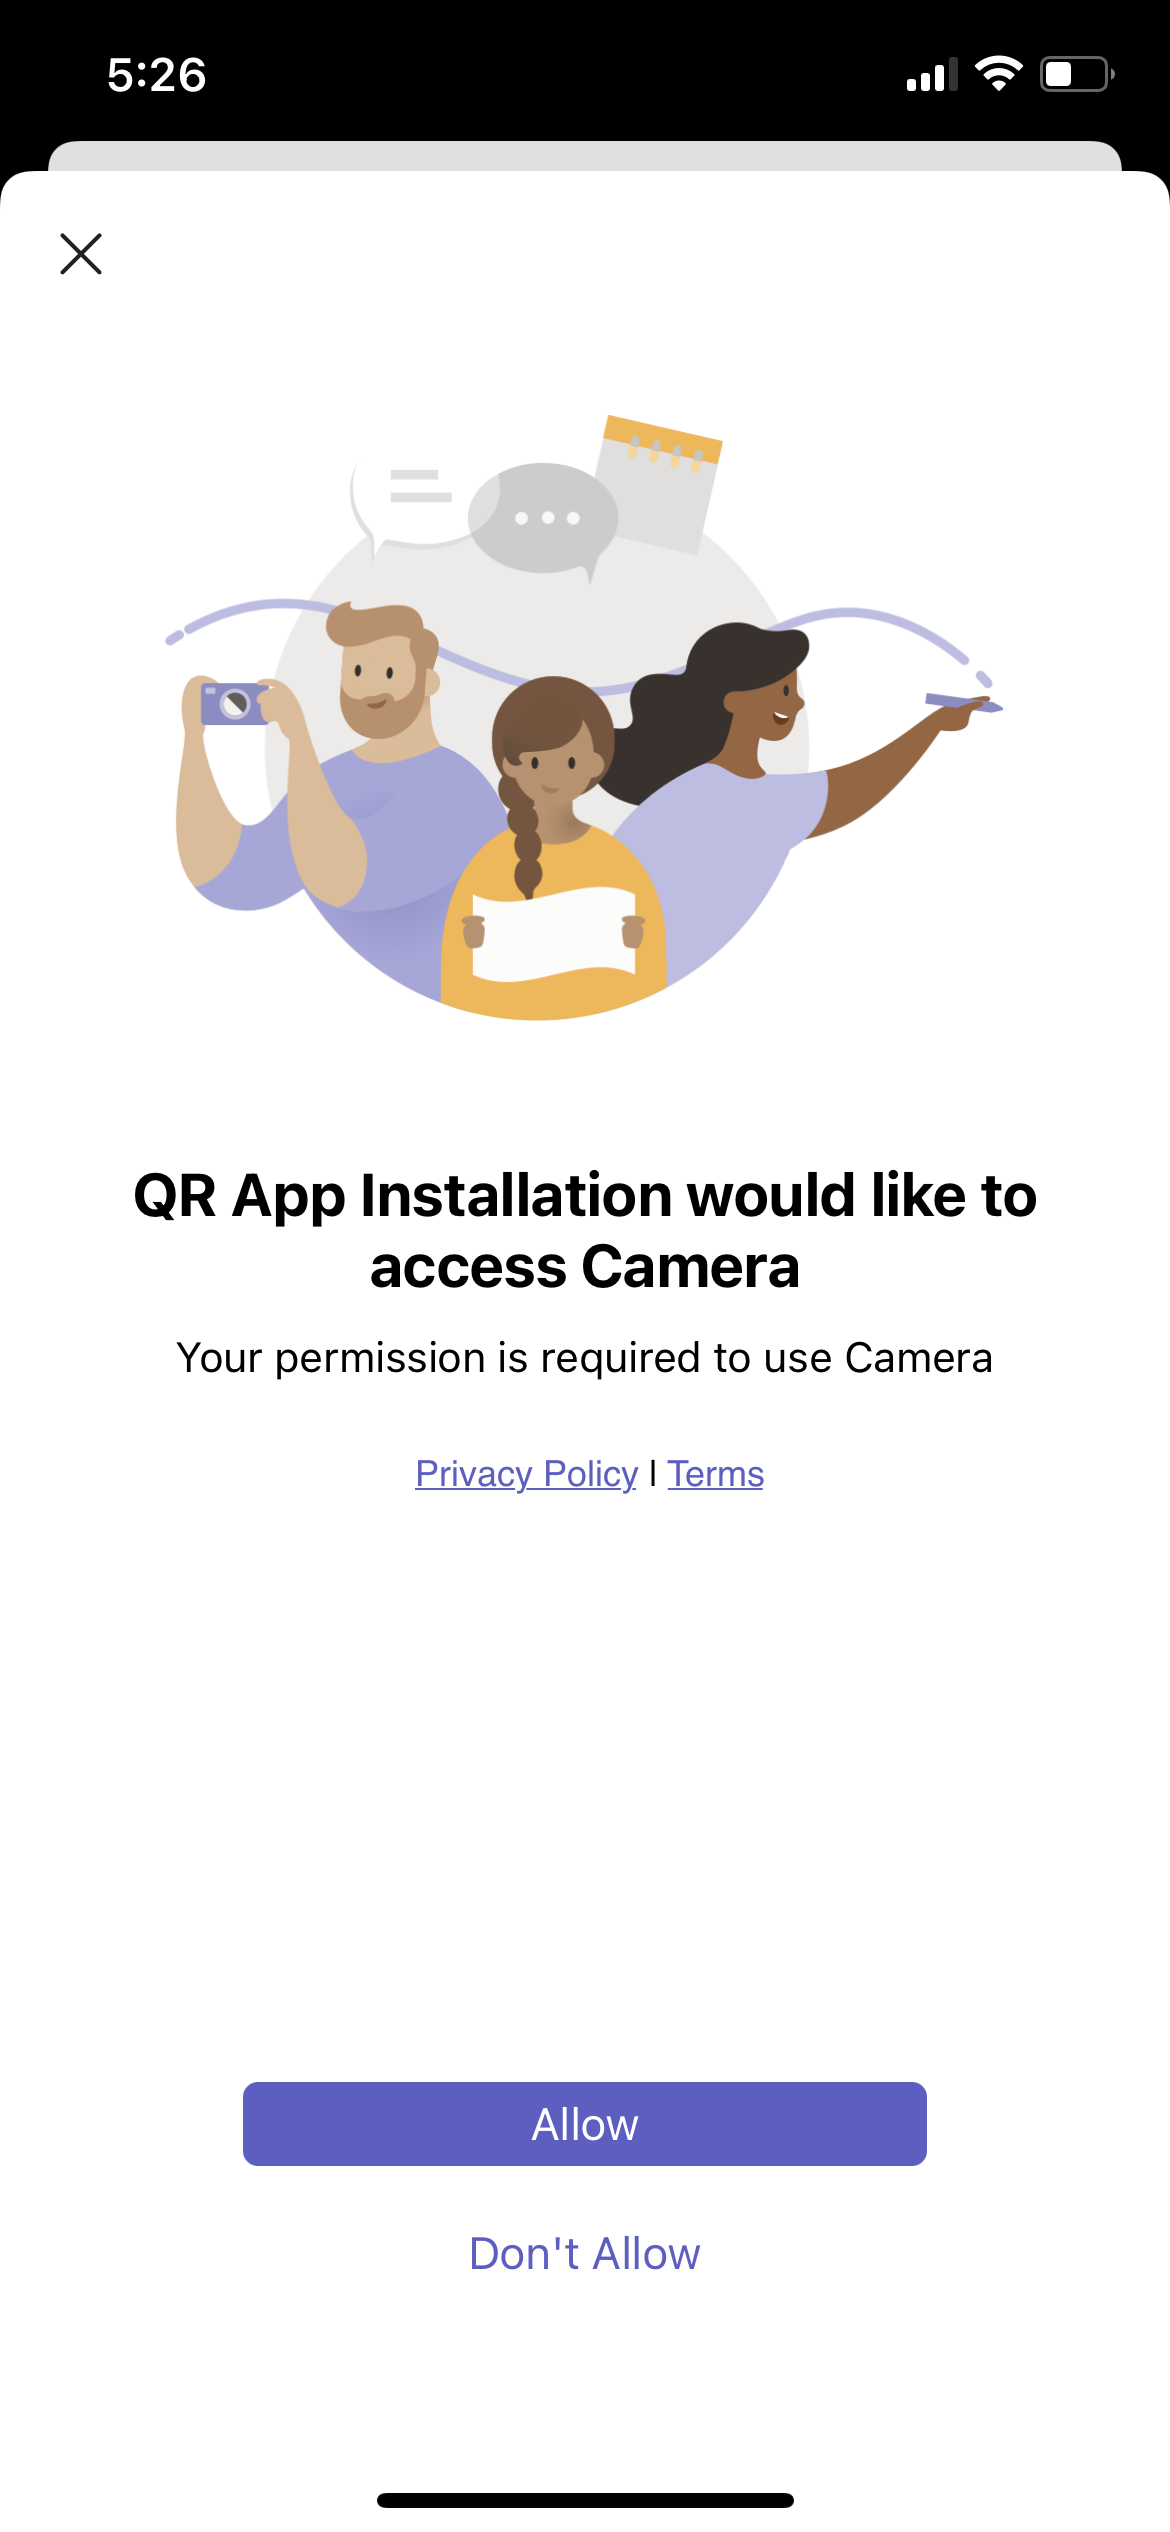 5:26
QR App Installation would like to
access Camera
Your permission is required to use Camera
Privacy Policy | Terms
Allow
Don't Allow